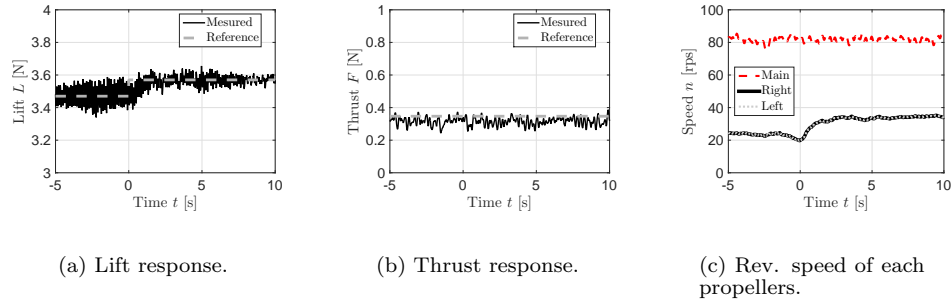 4
3.8
3.6
3.4
3.2
3
-5
0
5
10
Lift L [N]
Time t [s]
Mesured
Reference
(a) Lift response.
1
0.8
0.6
0.4
0.2
0
-5
0
5
10
Thrust F [N]
Time t [s]
Mesured
Reference
(b) Thrust response.
100
80
60
40
20
0
-5
0
5
10
Speed n [rps]
Time t [s]
Main
Right
Left
(c) Rev. speed of each
propellers.